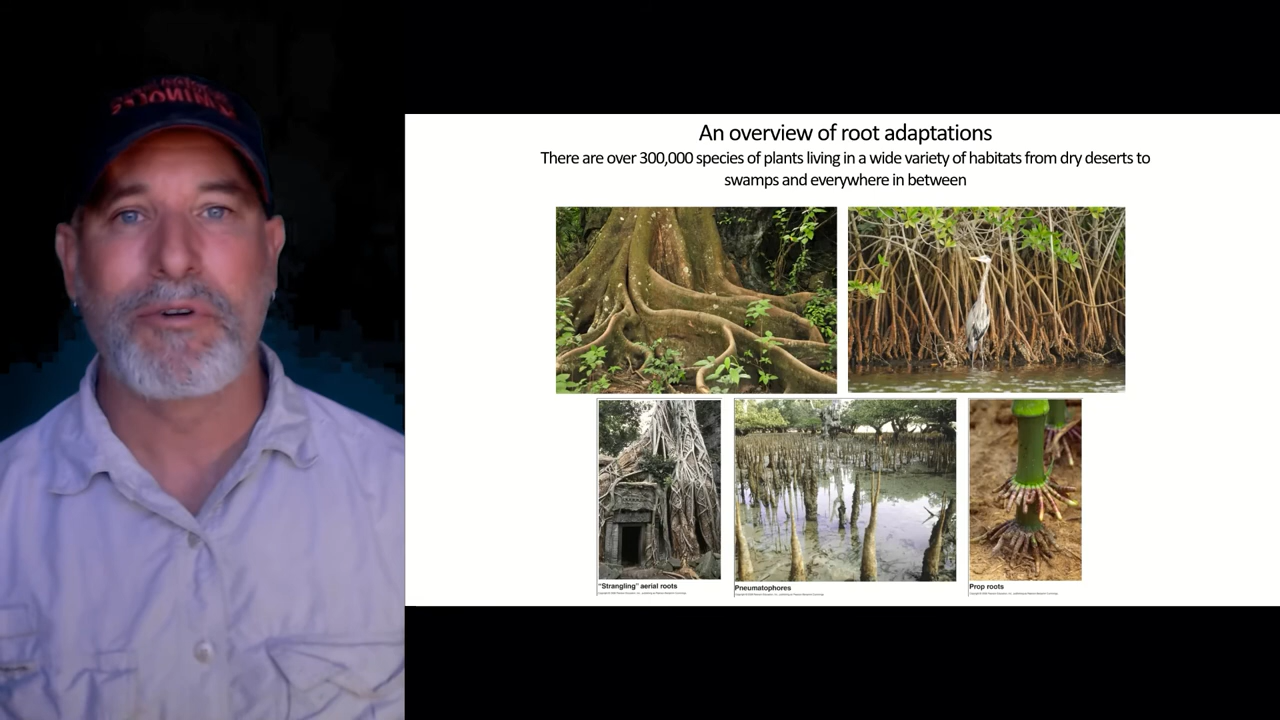 An overview of root adaptations
There are over 300,000 species of plants living in a wide variety of habitats from dry deserts to
swamps and everywhere in between
"Strangling" aerial roots
Pneumatophores
Prop roots